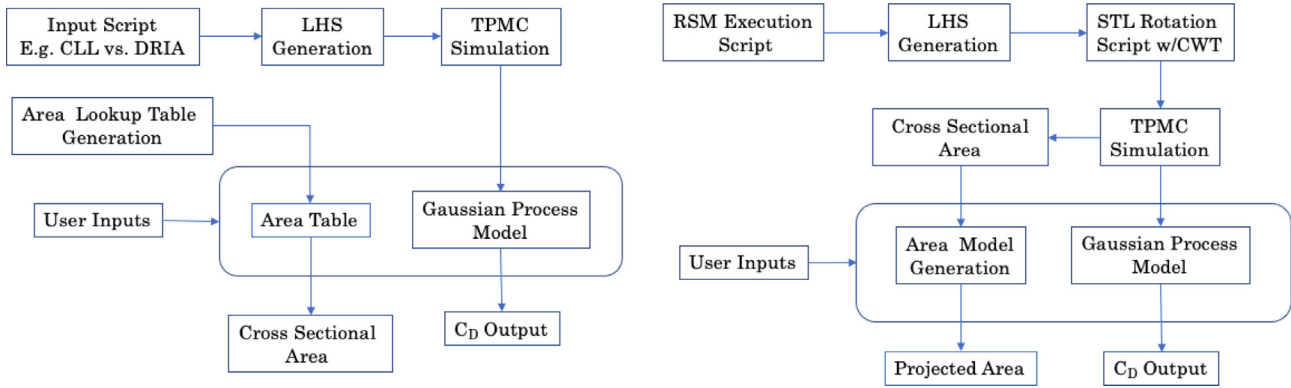 Input Script
E.g. CLL vs. DRIA
LHS
Generation
TPMC
Simulation
Area Lookup Table
Generation
User Inputs
Area Table
Gaussian Process
Model
Cross Sectional
Area
C_D Output
RSM Execution
Script
LHS
Generation
STL Rotation
Script w/CWT
Cross Sectional
Area
TPMC
Simulation
User Inputs
Area Model
Generation
Gaussian Process
Model
Projected Area
C_D Output